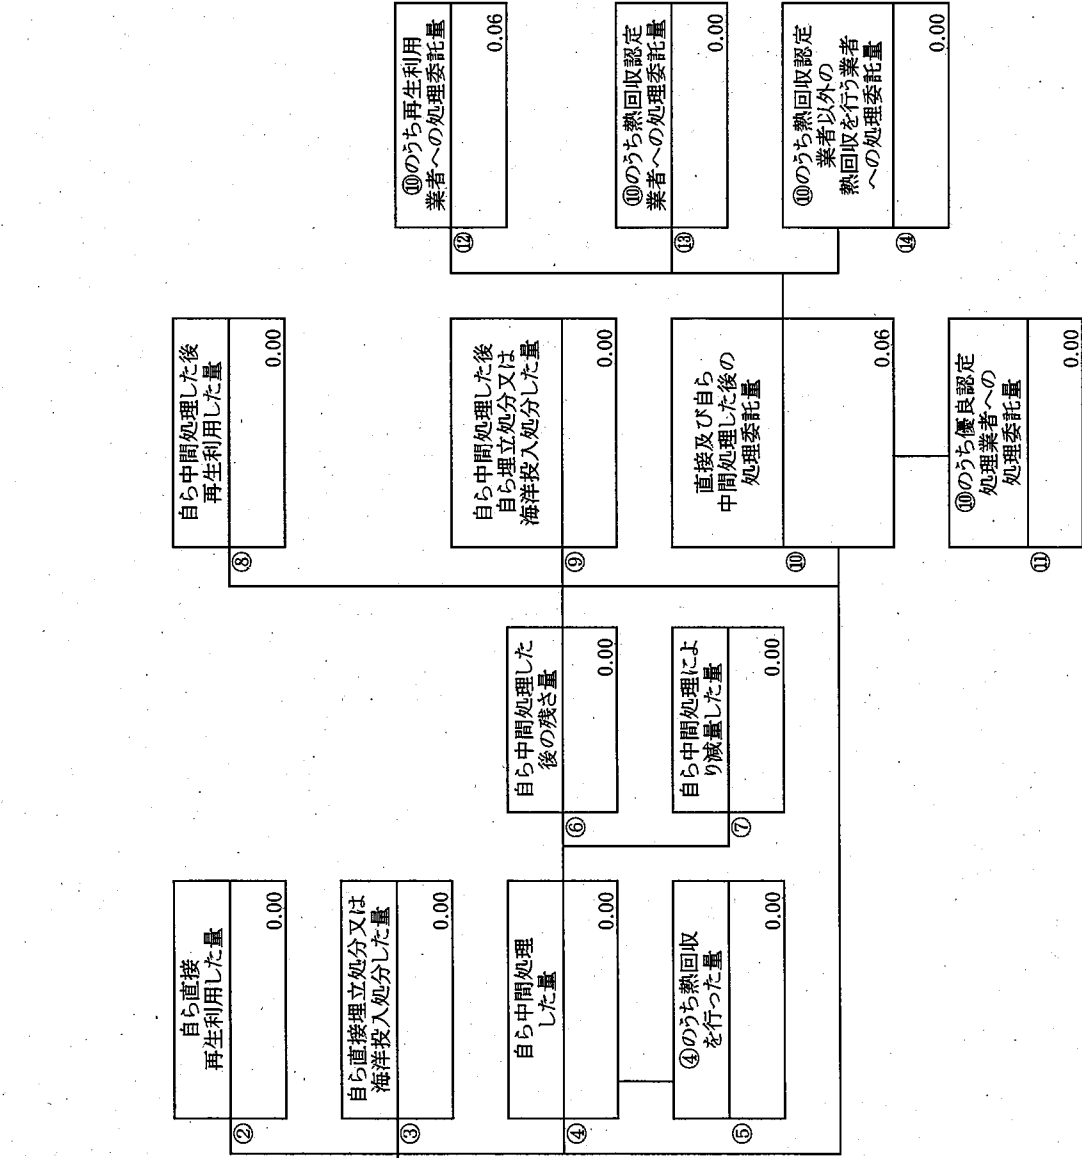 ②
自ら直接
再生利用した量
0.00
③
自ら直接埋立処分又は
海洋投入処分した量
0.00
④
自ら中間処理
した量
0.00
⑤
④のうち熱回収
を行った量
0.00
⑥
自ら中間処理した
後の残さ量
0.00
⑦
自ら中間処理によ
り減量した量
0.00
⑧
自ら中間処理した後
再生利用した量
0.00
⑨
自ら中間処理した後
自ら埋立処分又は
海洋投入処分した量
0.00
⑩
直接及び自ら
中間処理した後の
処理委託量
0.06
⑪
⑩のうち優良認定
処理業者への
処理委託量
0.00
⑫
⑩のうち再生利用
業者への処理委託量
0.06
⑬
⑩のうち熱回収認定
業者への処理委託量
0.00
⑭
⑩のうち熱回収認定
業者以外の
熱回収を行う業者
への処理委託量
0.00